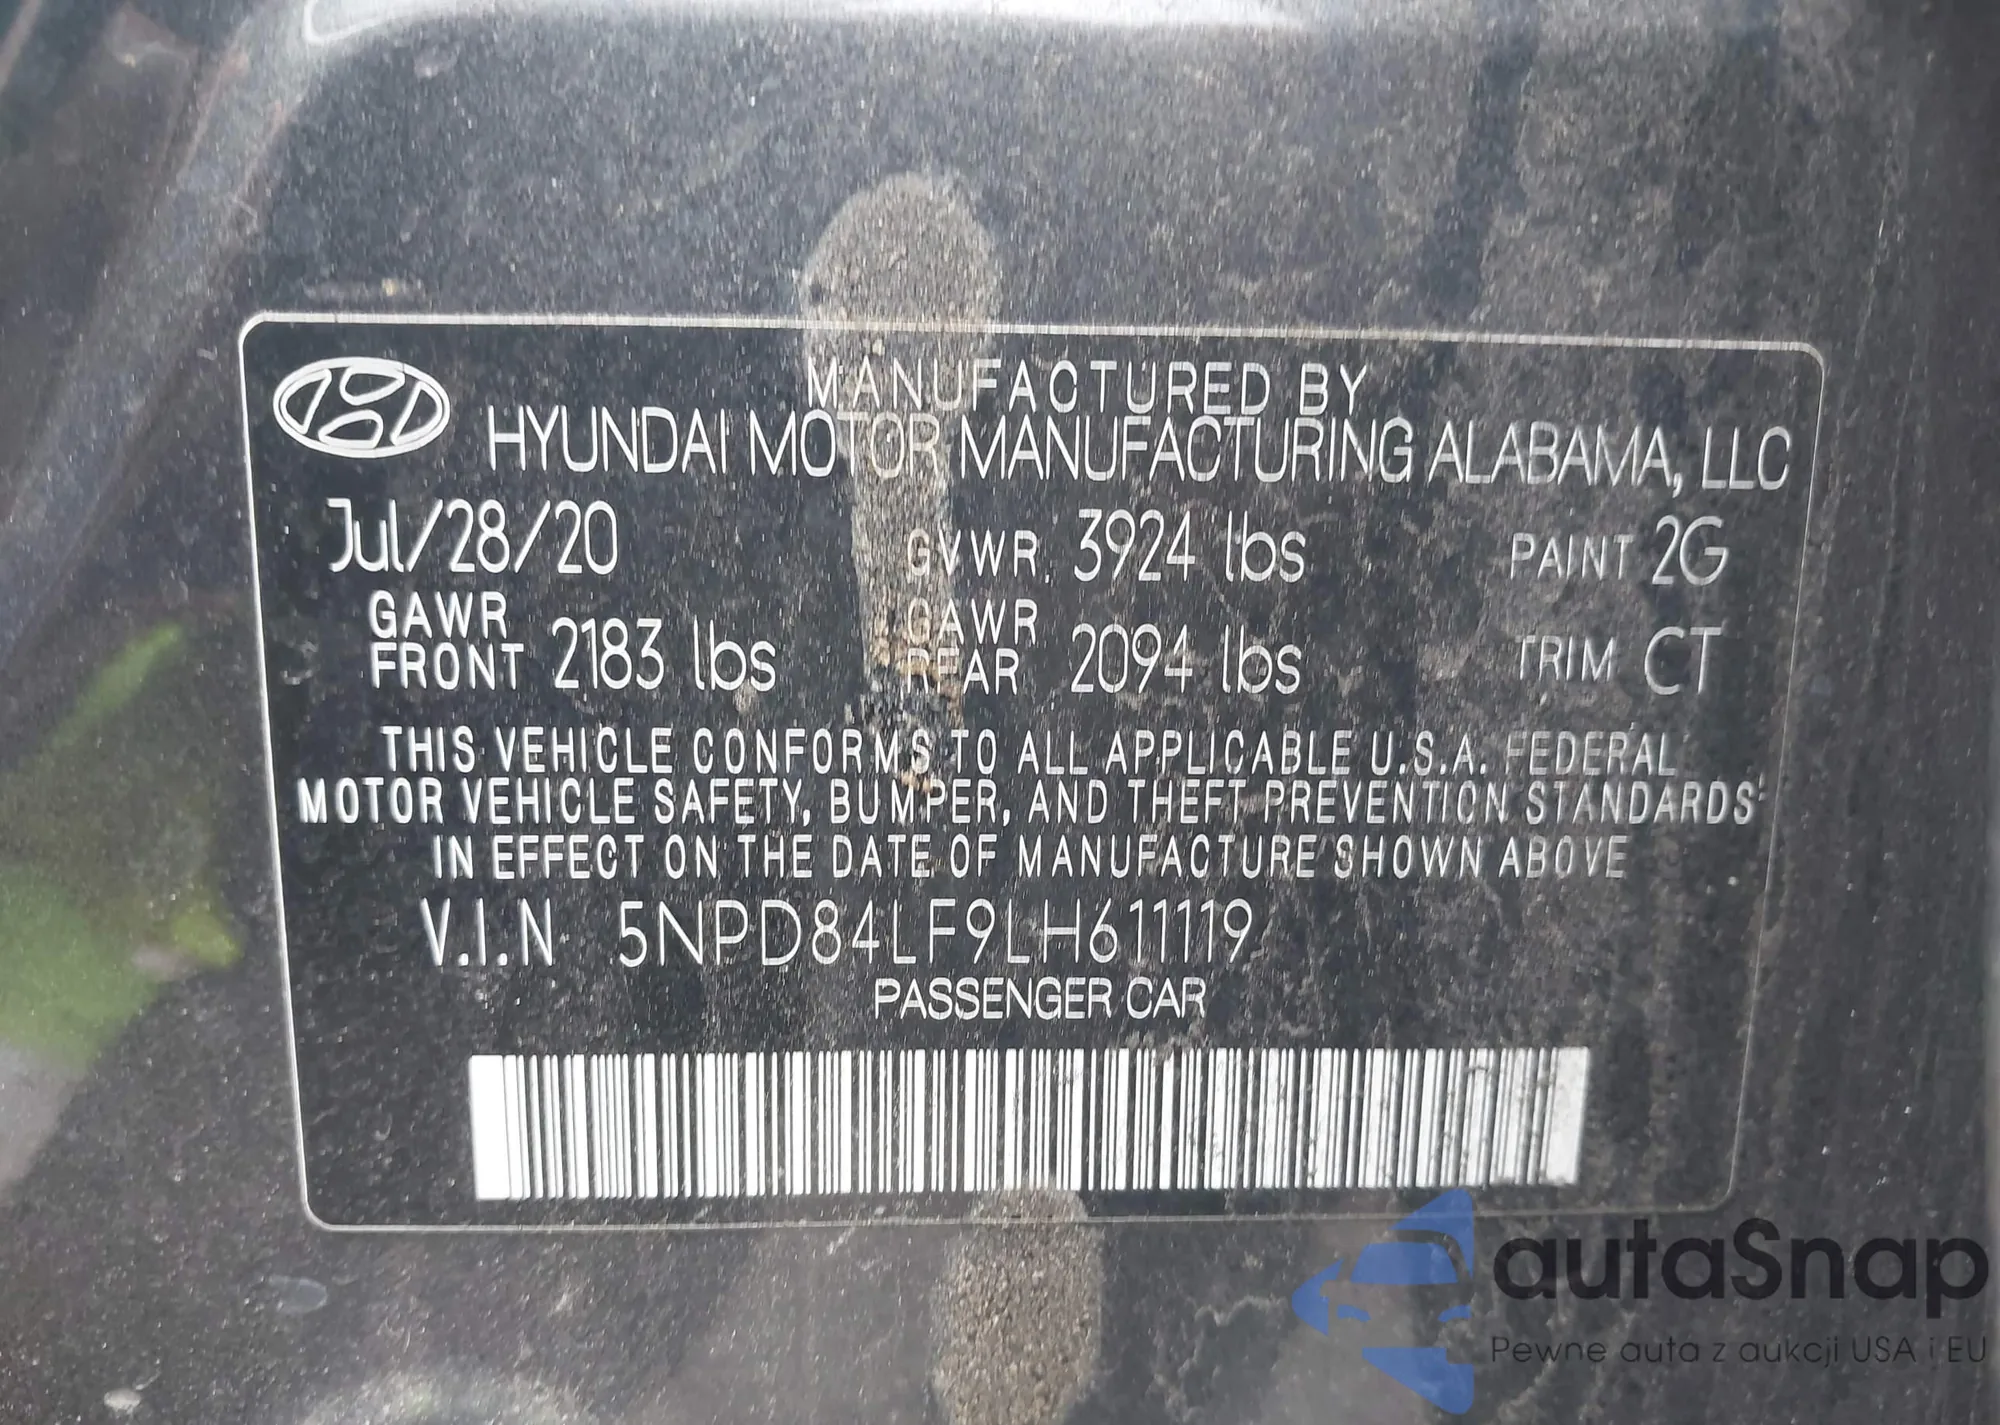 MANUFACTURED BY
HYUNDAI MOTOR MANUFACTURING ALABAMA, LLC
Jul/28/20 GVWR 3924 lbs PAINT 2G
GAWR FRONT 2183 lbs GAWR REAR 2094 lbs TRIM CT
THIS VEHICLE CONFORMS TO ALL APPLICABLE U.S.A. FEDERAL
MOTOR VEHICLE SAFETY, BUMPER, AND THEFT PREVENTION STANDARDS
IN EFFECT ON THE DATE OF MANUFACTURE SHOWN ABOVE
V.I.N 5NPD84LF9LH611119
PASSENGER CAR
autaSnap
Pewne auta z aukcji USA i EU